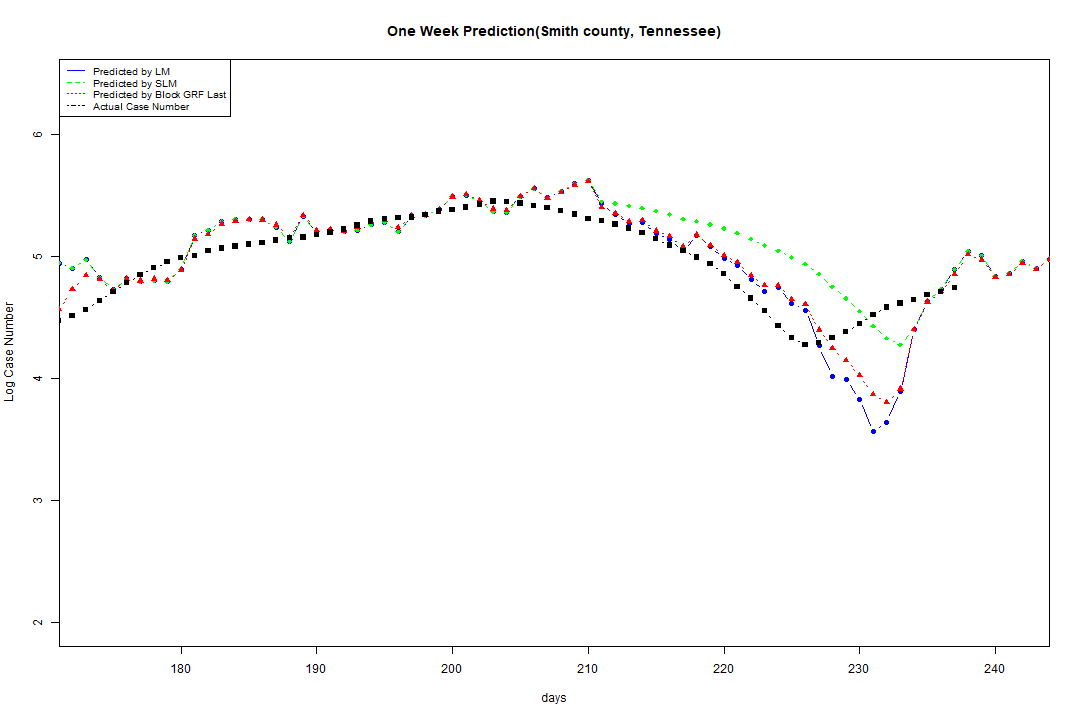 One Week Prediction(Smith county, Tennessee)
Predicted by LM
Predicted by SLM
Predicted by Block GRF Last
Actual Case Number
6
5
4
3
2
Log Case Number
180 190 200 210 220 230 240
days